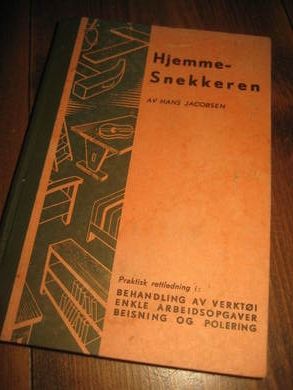 Hjemme-
Snekkeren
AV HANS JACOBSEN
Praktisk rettledning i:
BEHANDLING AV VERKTØI
ENKLE ARBEIDSOPGAVER
BEISNING OG POLERING